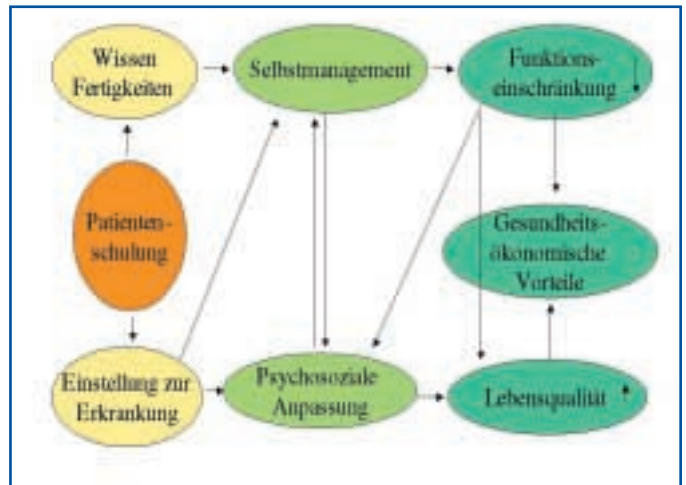 Wissen
Fertigkeiten
Selbstmanagement
Funktions-
einschränkung
Patienten-
schulung
Gesundheits-
ökonomische
Vorteile
Einstellung zur
Erkrankung
Psychosoziale
Anpassung
Lebensqualität